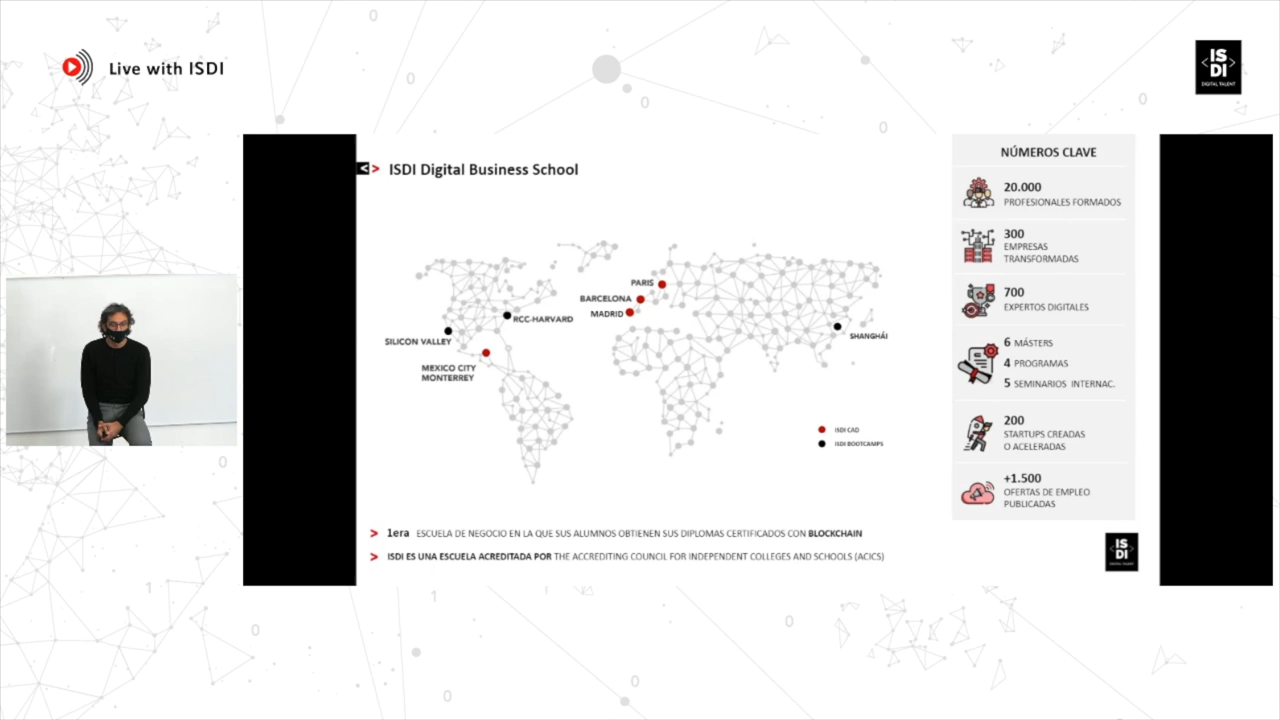 Live with ISDI
IS
DI
DIGITAL TALENT
ISDI Digital Business School
PARIS
BARCELONA
MADRID
RCC-HARVARD
SILICON VALLEY
MEXICO CITY
MONTERREY
SHANGHÁI
ISDI CAD
ISDI BOOTCAMPS
1era ESCUELA DE NEGOCIO EN LA QUE SUS ALUMNOS OBTIENEN SUS DIPLOMAS CERTIFICADOS CON BLOCKCHAIN
ISDI ES UNA ESCUELA ACREDITADA POR THE ACCREDITING COUNCIL FOR INDEPENDENT COLLEGES AND SCHOOLS (ACICS)
NÚMEROS CLAVE
20.000
PROFESIONALES FORMADOS
300
EMPRESAS
TRANSFORMADAS
700
EXPERTOS DIGITALES
6 MÁSTERS
4 PROGRAMAS
5 SEMINARIOS INTERNAC.
200
STARTUPS CREADAS
O ACELERADAS
+1.500
OFERTAS DE EMPLEO
PUBLICADAS
IS
DI
DIGITAL TALENT